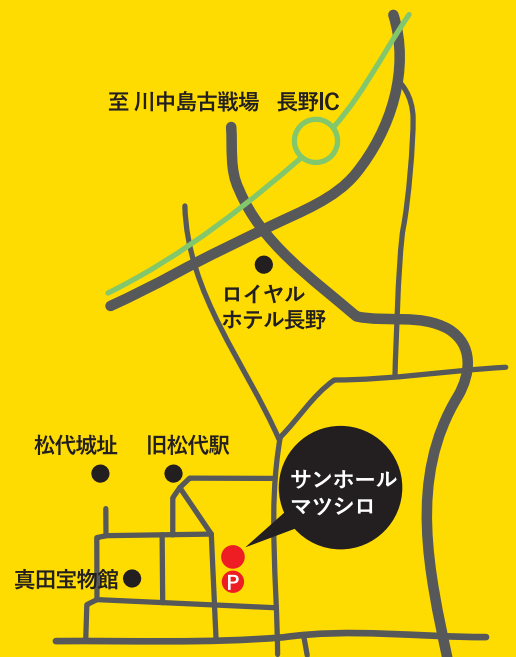 至 川中島古戦場
長野IC
ロイヤル
ホテル長野
松代城址
旧松代駅
サンホール
マツシロ
真田宝物館
P